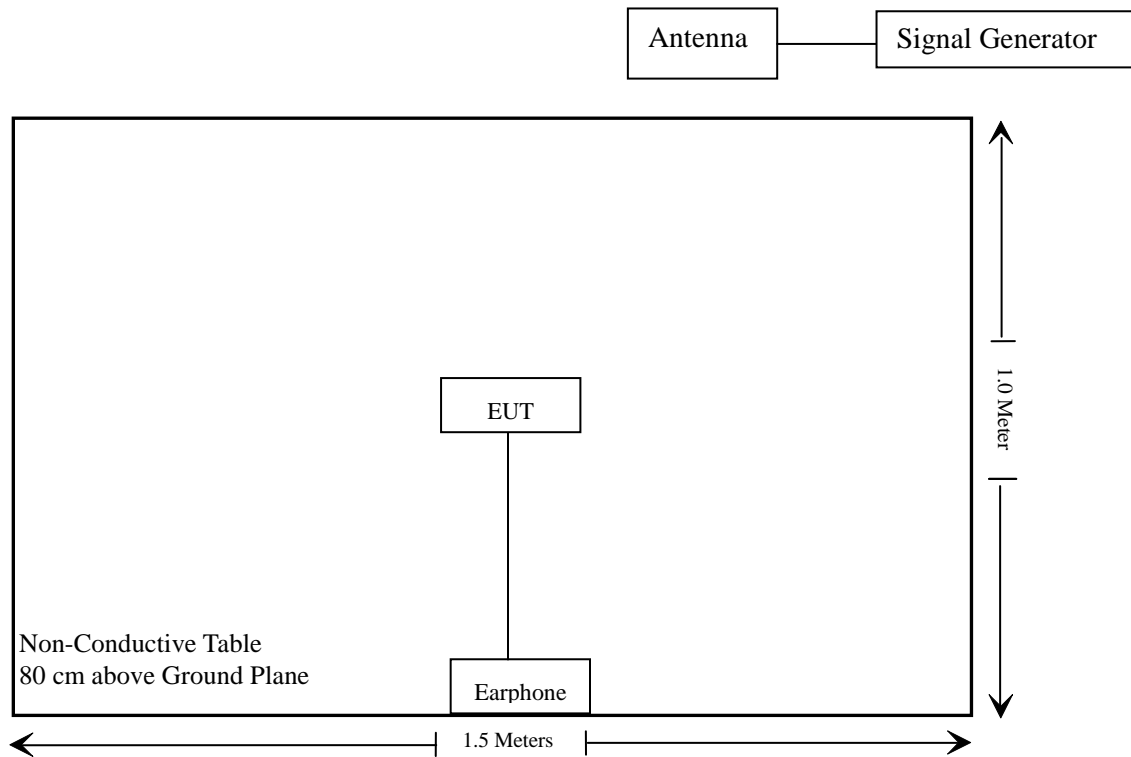 Antenna
Signal Generator
EUT
1.0 Meter
Non-Conductive Table
80 cm above Ground Plane
Earphone
1.5 Meters